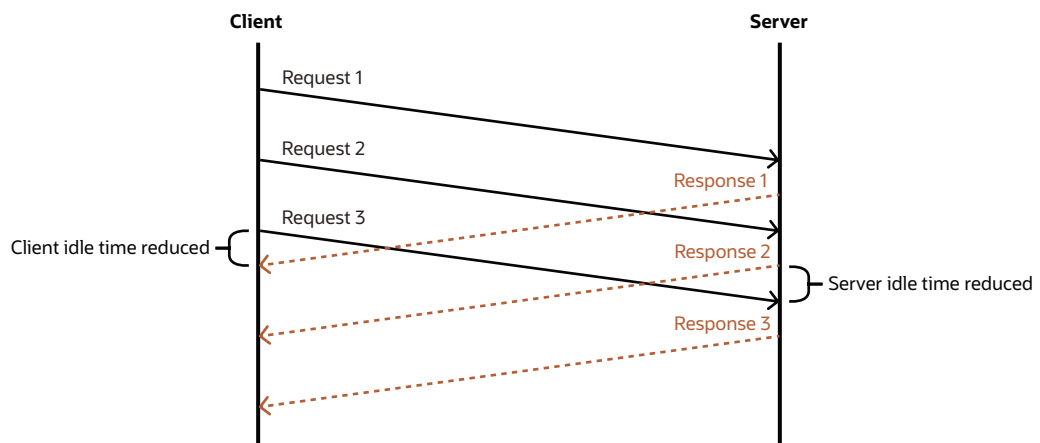 Client
Server
Request 1
Request 2
Response 1
Request 3
Client idle time reduced
Response 2
Server idle time reduced
Response 3